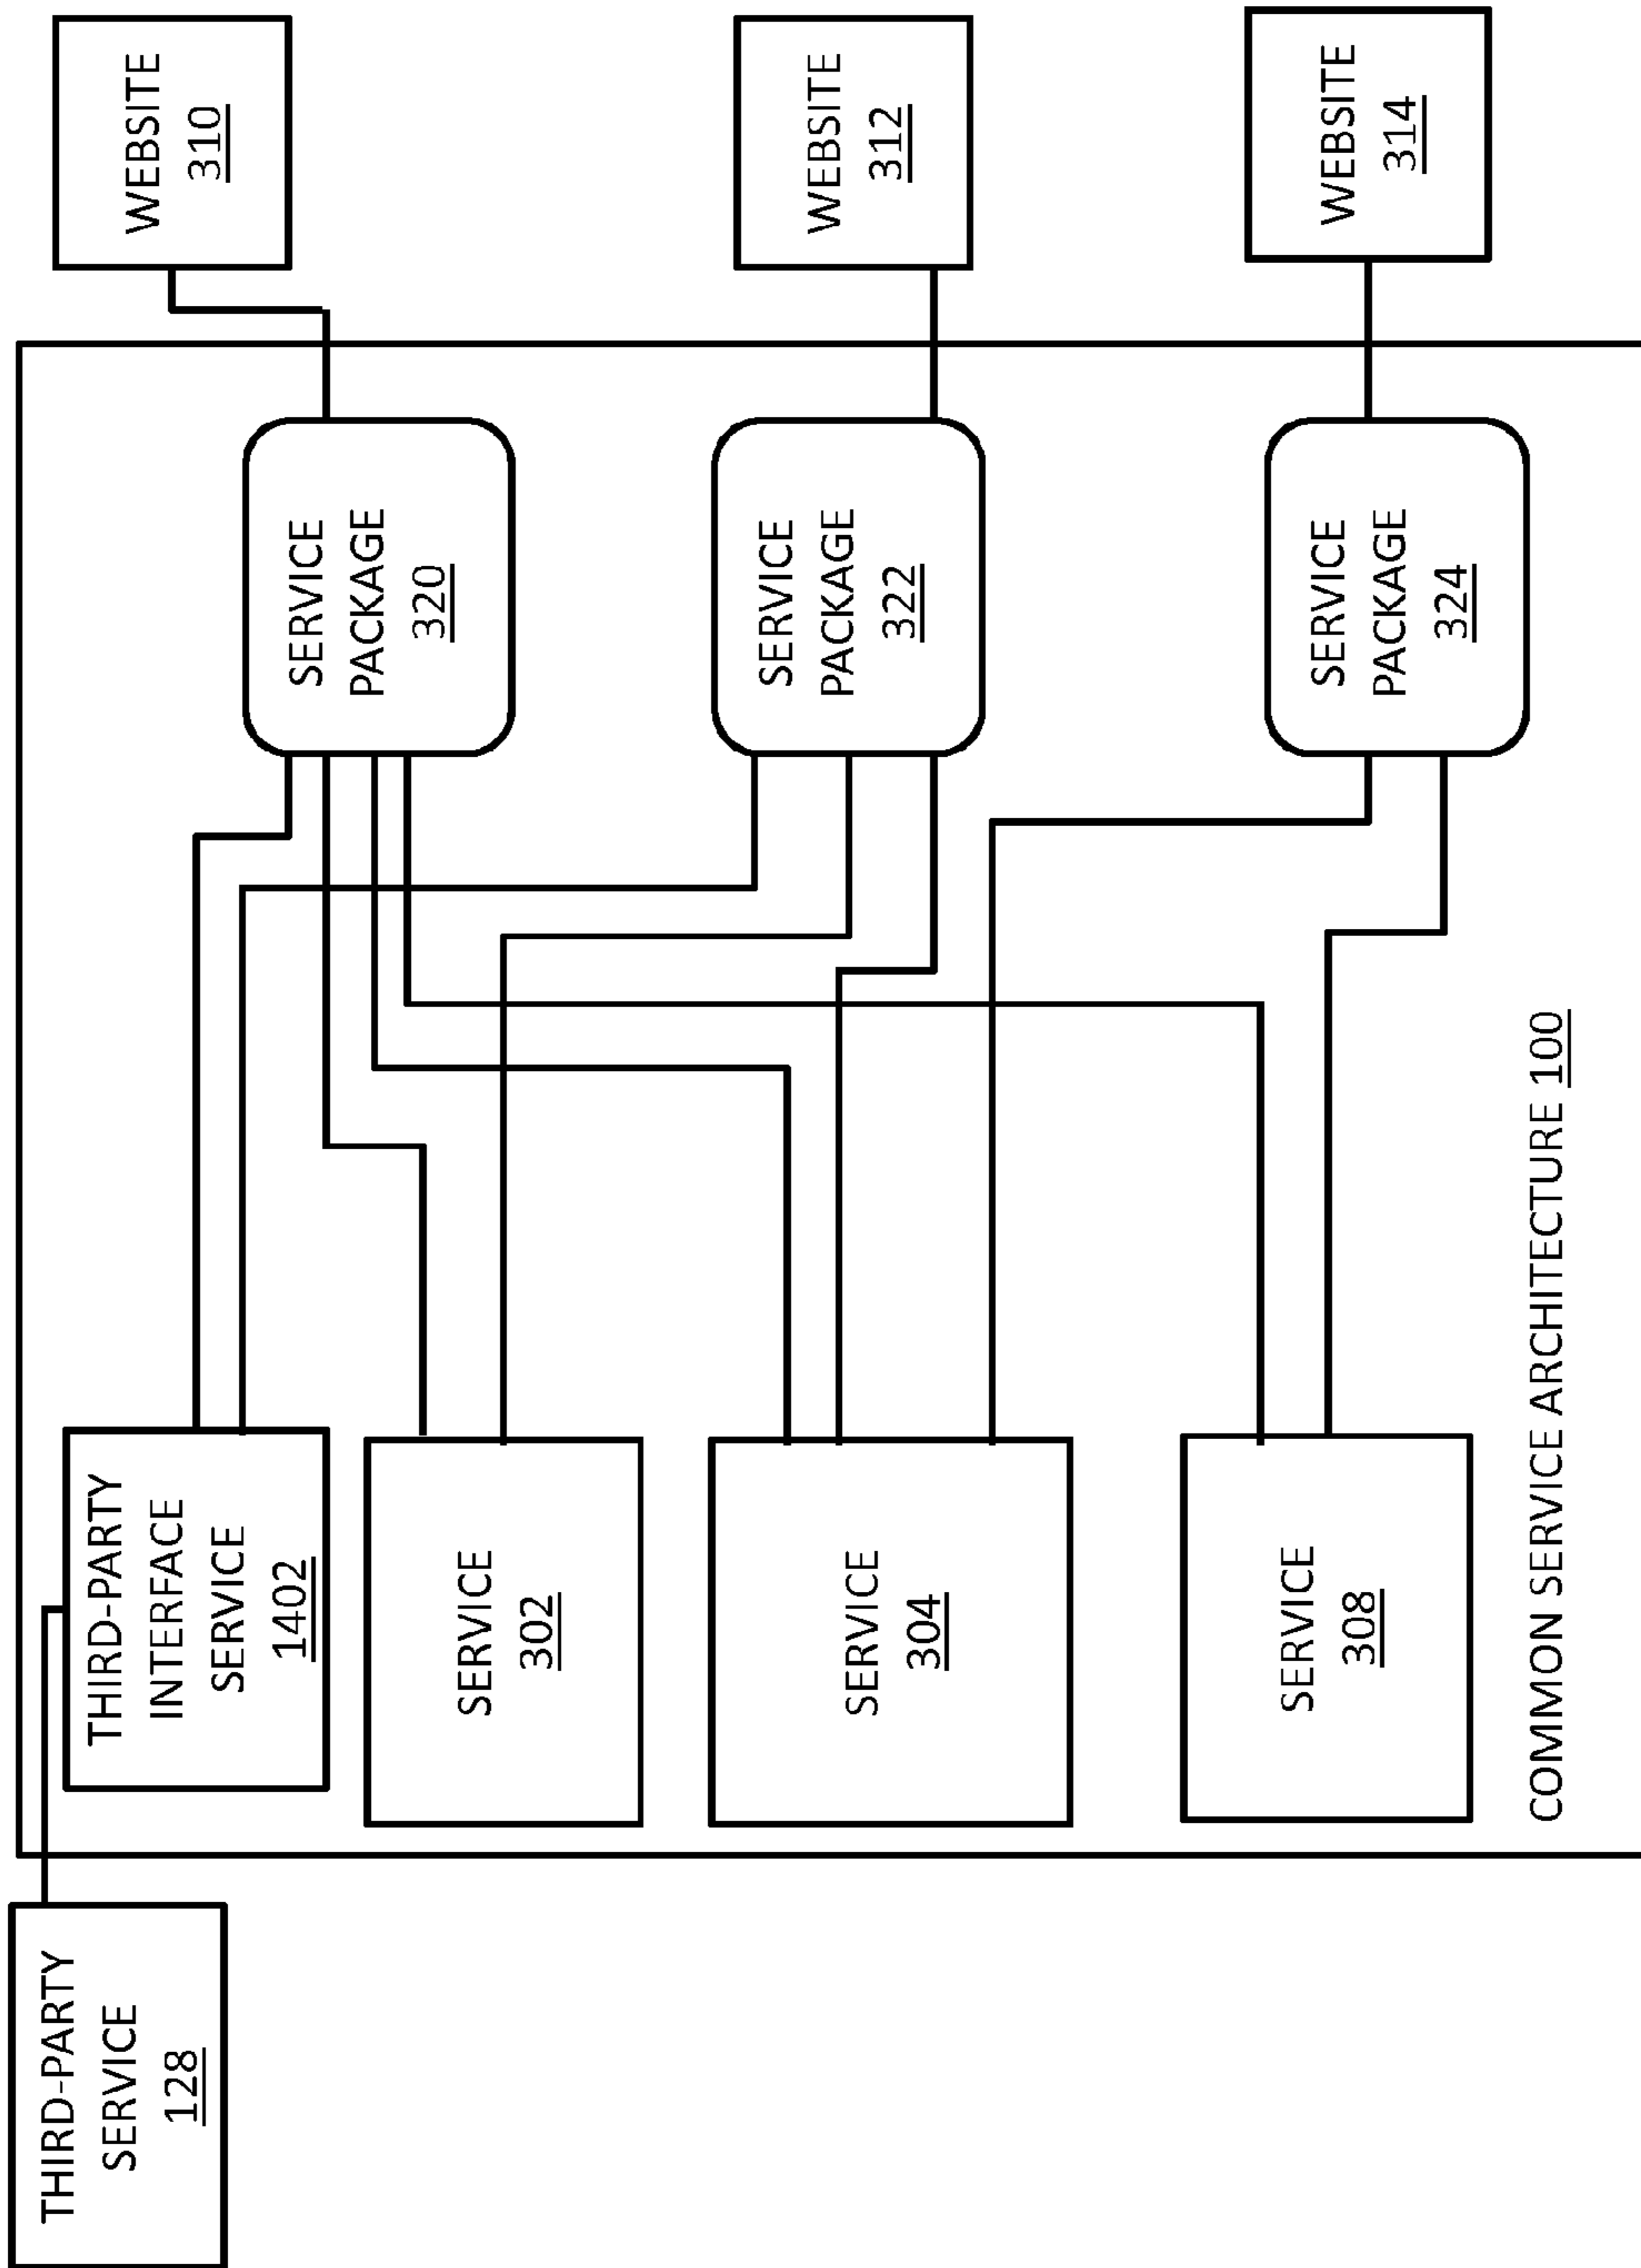 THIRD-PARTY
SERVICE
128
THIRD-PARTY
INTERFACE
SERVICE
1402
SERVICE
302
SERVICE
304
SERVICE
308
COMMON SERVICE ARCHITECTURE 100
SERVICE
PACKAGE
320
SERVICE
PACKAGE
322
SERVICE
PACKAGE
324
WEBSITE
310
WEBSITE
312
WEBSITE
314